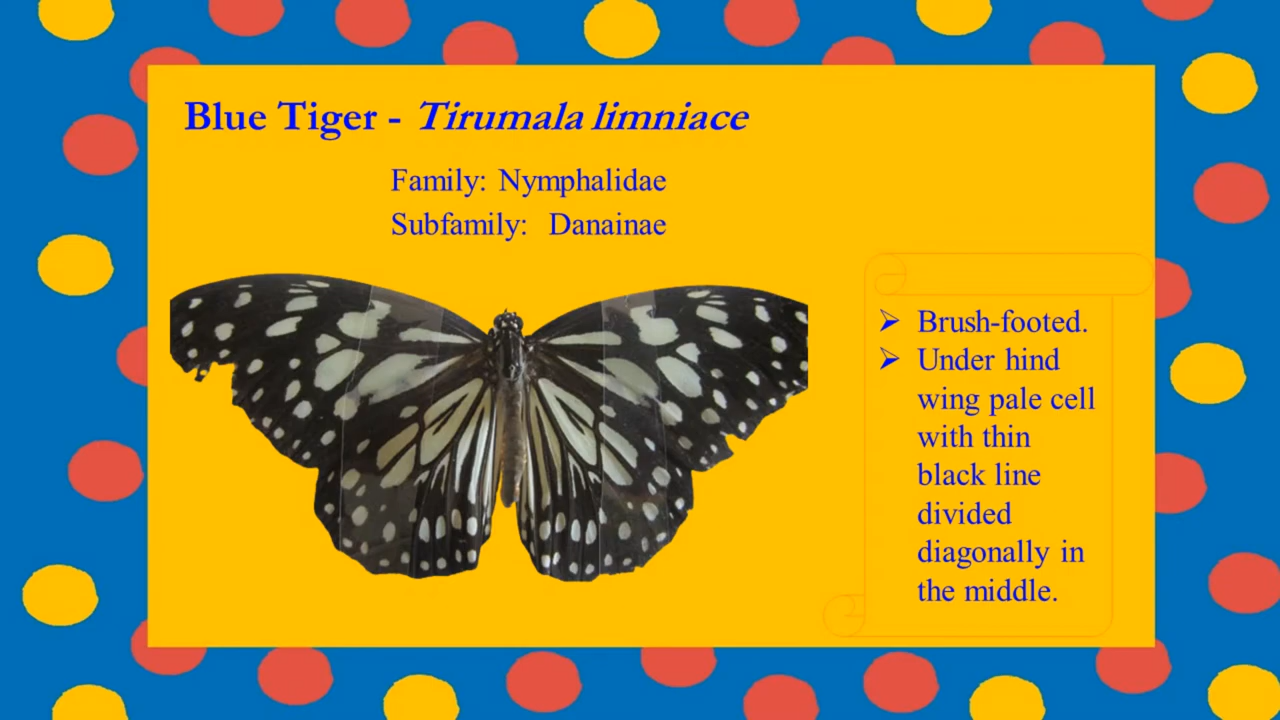 Blue Tiger - Tirumala limniace
Family: Nymphalidae
Subfamily: Danainae
➢ Brush-footed.
➢ Under hind
wing pale cell
with thin
black line
divided
diagonally in
the middle.